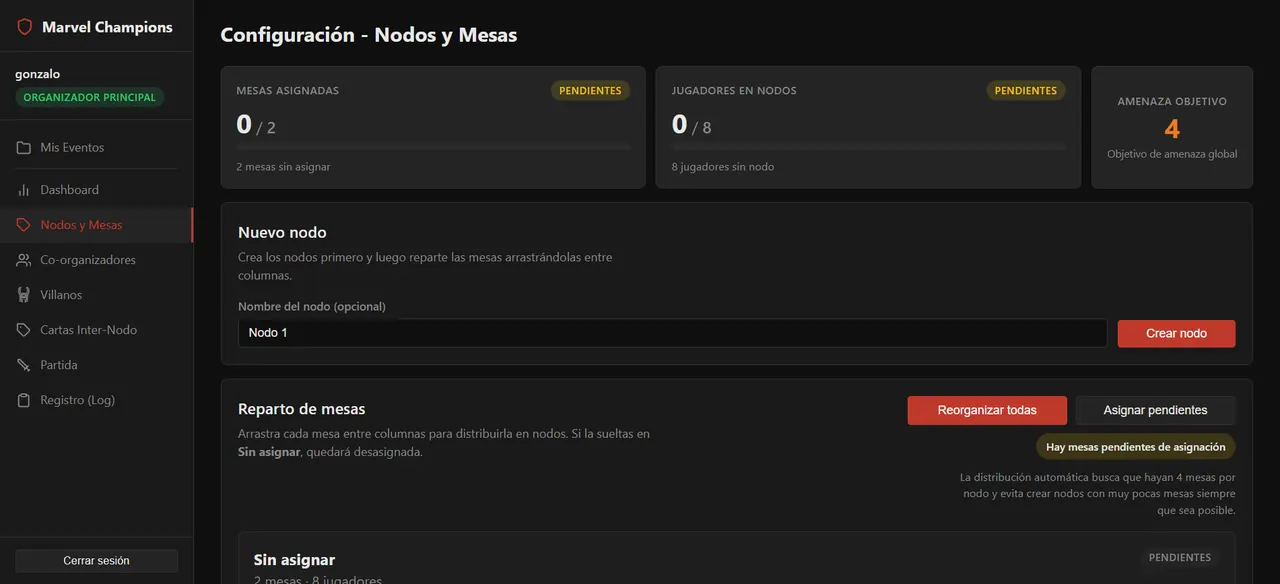 Marvel Champions
gonzalo
ORGANIZADOR PRINCIPAL
Mis Eventos
Dashboard
Nodos y Mesas
Co-organizadores
Villanos
Cartas Inter-Nodo
Partida
Registro (Log)
Cerrar sesión
Configuración - Nodos y Mesas
MESAS ASIGNADAS
PENDIENTES
0 / 2
2 mesas sin asignar
JUGADORES EN NODOS
PENDIENTES
0 / 8
8 jugadores sin nodo
AMENAZA OBJETIVO
4
Objetivo de amenaza global
Nuevo nodo
Crea los nodos primero y luego reparte las mesas arrastrándolas entre
columnas.
Nombre del nodo (opcional)
Nodo 1
Crear nodo
Reparto de mesas
Arrastra cada mesa entre columnas para distribuirla en nodos. Si la sueltas en
Sin asignar, quedará desasignada.
Reorganizar todas
Asignar pendientes
Hay mesas pendientes de asignación
La distribución automática busca que hayan 4 mesas por
nodo y evita crear nodos con muy pocas mesas siempre
que sea posible.
Sin asignar
PENDIENTES
2 mesas · 8 jugadores